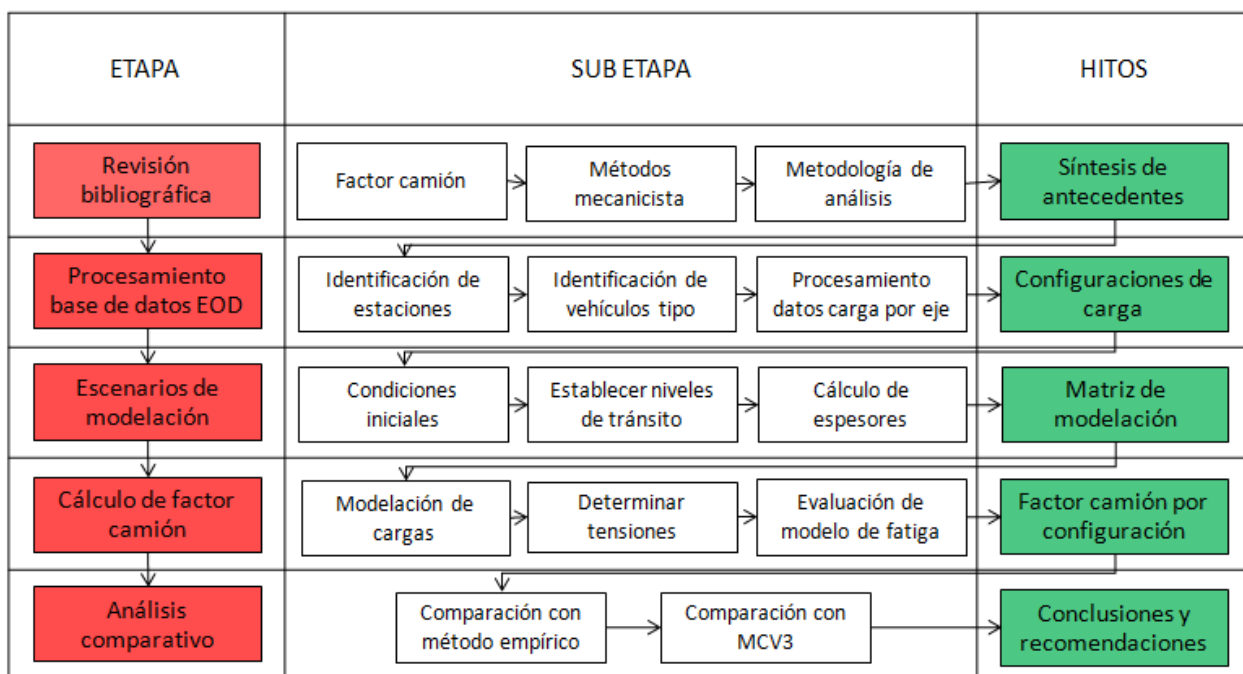 ETAPA
SUB ETAPA
HITOS
Revisión
bibliográfica
Factor camión
Métodos
mecanicista
Metodología de
análisis
Síntesis de
antecedentes
Procesamiento
base de datos EOD
Identificación de
estaciones
Identificación de
vehículos tipo
Procesamiento
datos carga por eje
Configuraciones de
carga
Escenarios de
modelación
Condiciones
iniciales
Establecer niveles
de tránsito
Cálculo de
espesores
Matriz de
modelación
Cálculo de factor
camión
Modelación de
cargas
Determinar
tensiones
Evaluación de
modelo de fatiga
Factor camión por
configuración
Análisis
comparativo
Comparación con
método empírico
Comparación con
MCV3
Conclusiones y
recomendaciones